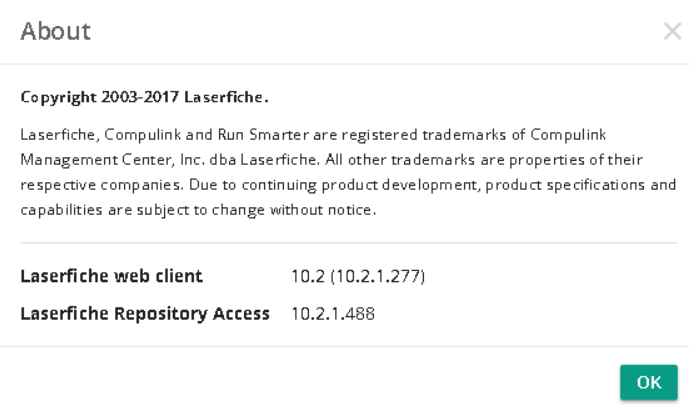 About
Copyright 2003-2017 Laserfiche.
Laserfiche, Compulink and Run Smarter are registered trademarks of Compulink
Management Center, Inc. dba Laserfiche. All other trademarks are properties of their
respective companies. Due to continuing product development, product specifications and
capabilities are subject to change without notice.
Laserfiche web client 10.2 (10.2.1.277)
Laserfiche Repository Access 10.2.1.488
OK